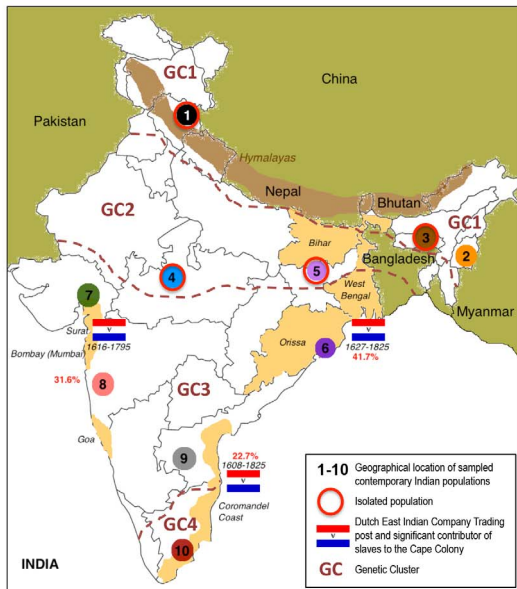 GC1
China
1
Pakistan
Hymalayas
Nepal
Bhutan
GC2
GC1
Bihar
3
2
Bangladesh
4
5
West
Bengal
7
Myanmar
Surat
v
1616-1795
Orissa
6
v
1627-1825
41.7%
Bombay (Mumbai)
31.6%
8
GC3
Goa
9
22.7%
1608-1825
v
Coromandel
Coast
GC4
10
INDIA
1-10 Geographical location of sampled
contemporary Indian populations
Isolated population
v Dutch East Indian Company Trading
post and significant contributor of
slaves to the Cape Colony
GC Genetic Cluster